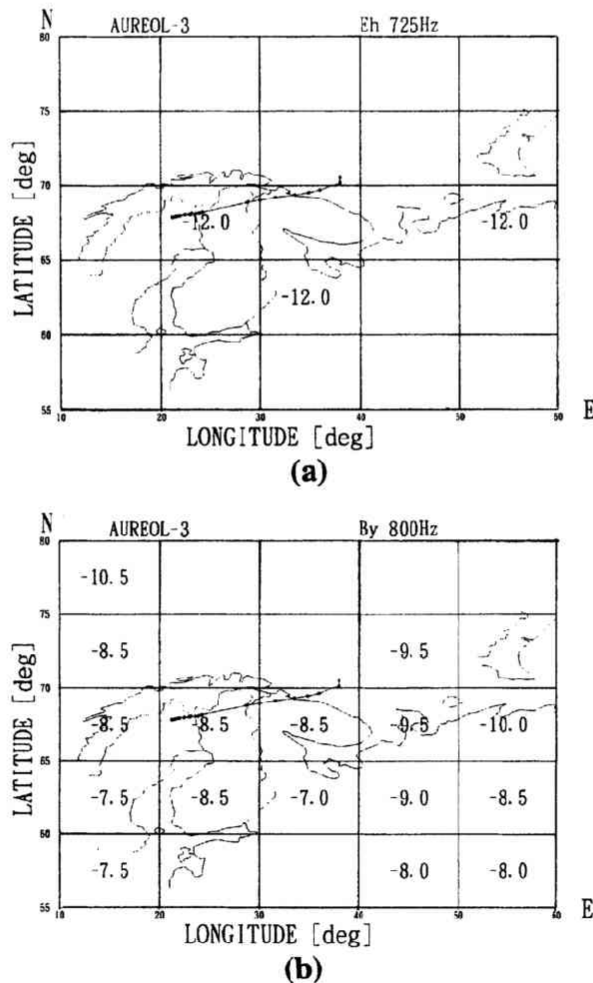 N AUREOL-3 Eh 725Hz
80
75
70
-12.0 -12.0
65
-12.0
60
55
10 20 30 40 50 60 E
LATITUDE [deg]
LONGITUDE [deg]
(a)
N AUREOL-3 By 800Hz
80
-10.5
75
-8.5 -9.5
70
-8.5 -8.5 -8.5 -9.5 -10.0
65
-7.5 -8.5 -7.0 -9.0 -8.5
60
-7.5 -8.0 -8.0
55
10 20 30 40 50 60 E
LATITUDE [deg]
LONGITUDE [deg]
(b)